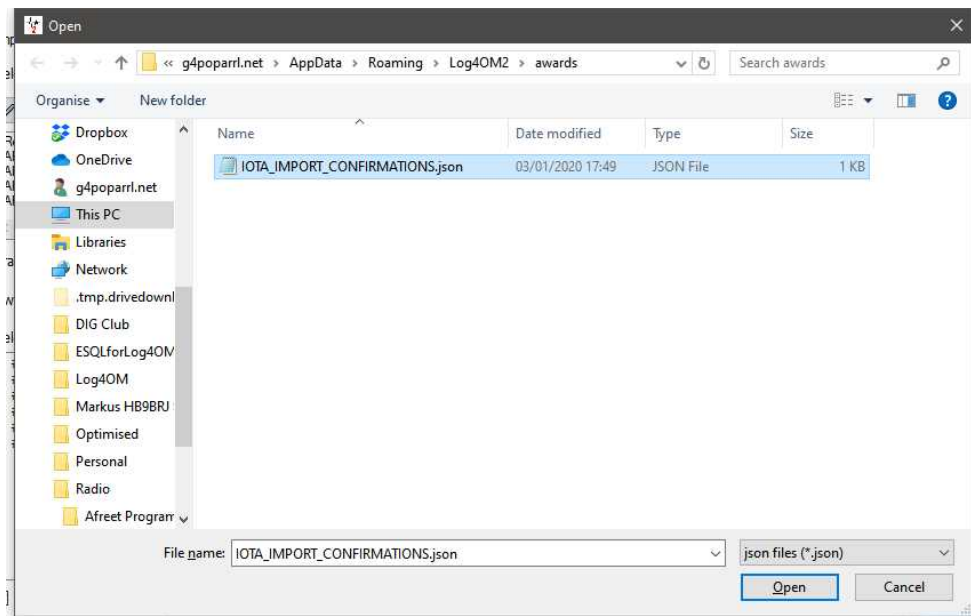 Open
« g4poparrl.net > AppData > Roaming > Log4OM2 > awards
Search awards
Organise
New folder
Name
Date modified
Type
Size
IOTA_IMPORT_CONFIRMATIONS.json
03/01/2020 17:49
JSON File
1 KB
Dropbox
OneDrive
g4poparrl.net
This PC
Libraries
Network
.tmp.drivedownl
DIG Club
ESQLforLog4OM
Log4OM
Markus HB9BRJ
Optimised
Personal
Radio
Afreet Program
File name: IOTA_IMPORT_CONFIRMATIONS.json
json files (*.json)
Open
Cancel